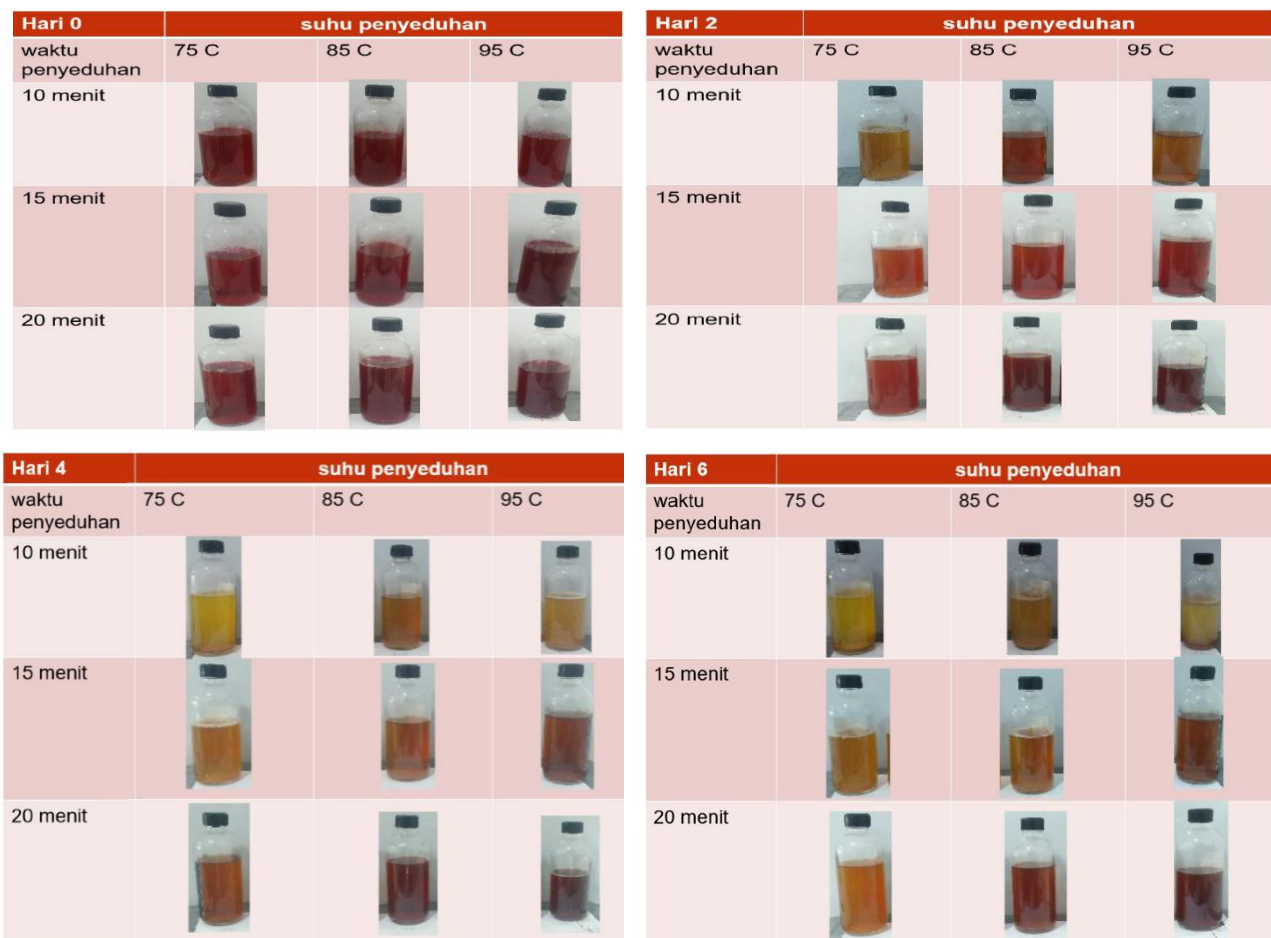 Hari 0 suhu penyeduhan
waktu penyeduhan 75 C 85 C 95 C
10 menit
15 menit
20 menit
Hari 2 suhu penyeduhan
waktu penyeduhan 75 C 85 C 95 C
10 menit
15 menit
20 menit
Hari 4 suhu penyeduhan
waktu penyeduhan 75 C 85 C 95 C
10 menit
15 menit
20 menit
Hari 6 suhu penyeduhan
waktu penyeduhan 75 C 85 C 95 C
10 menit
15 menit
20 menit